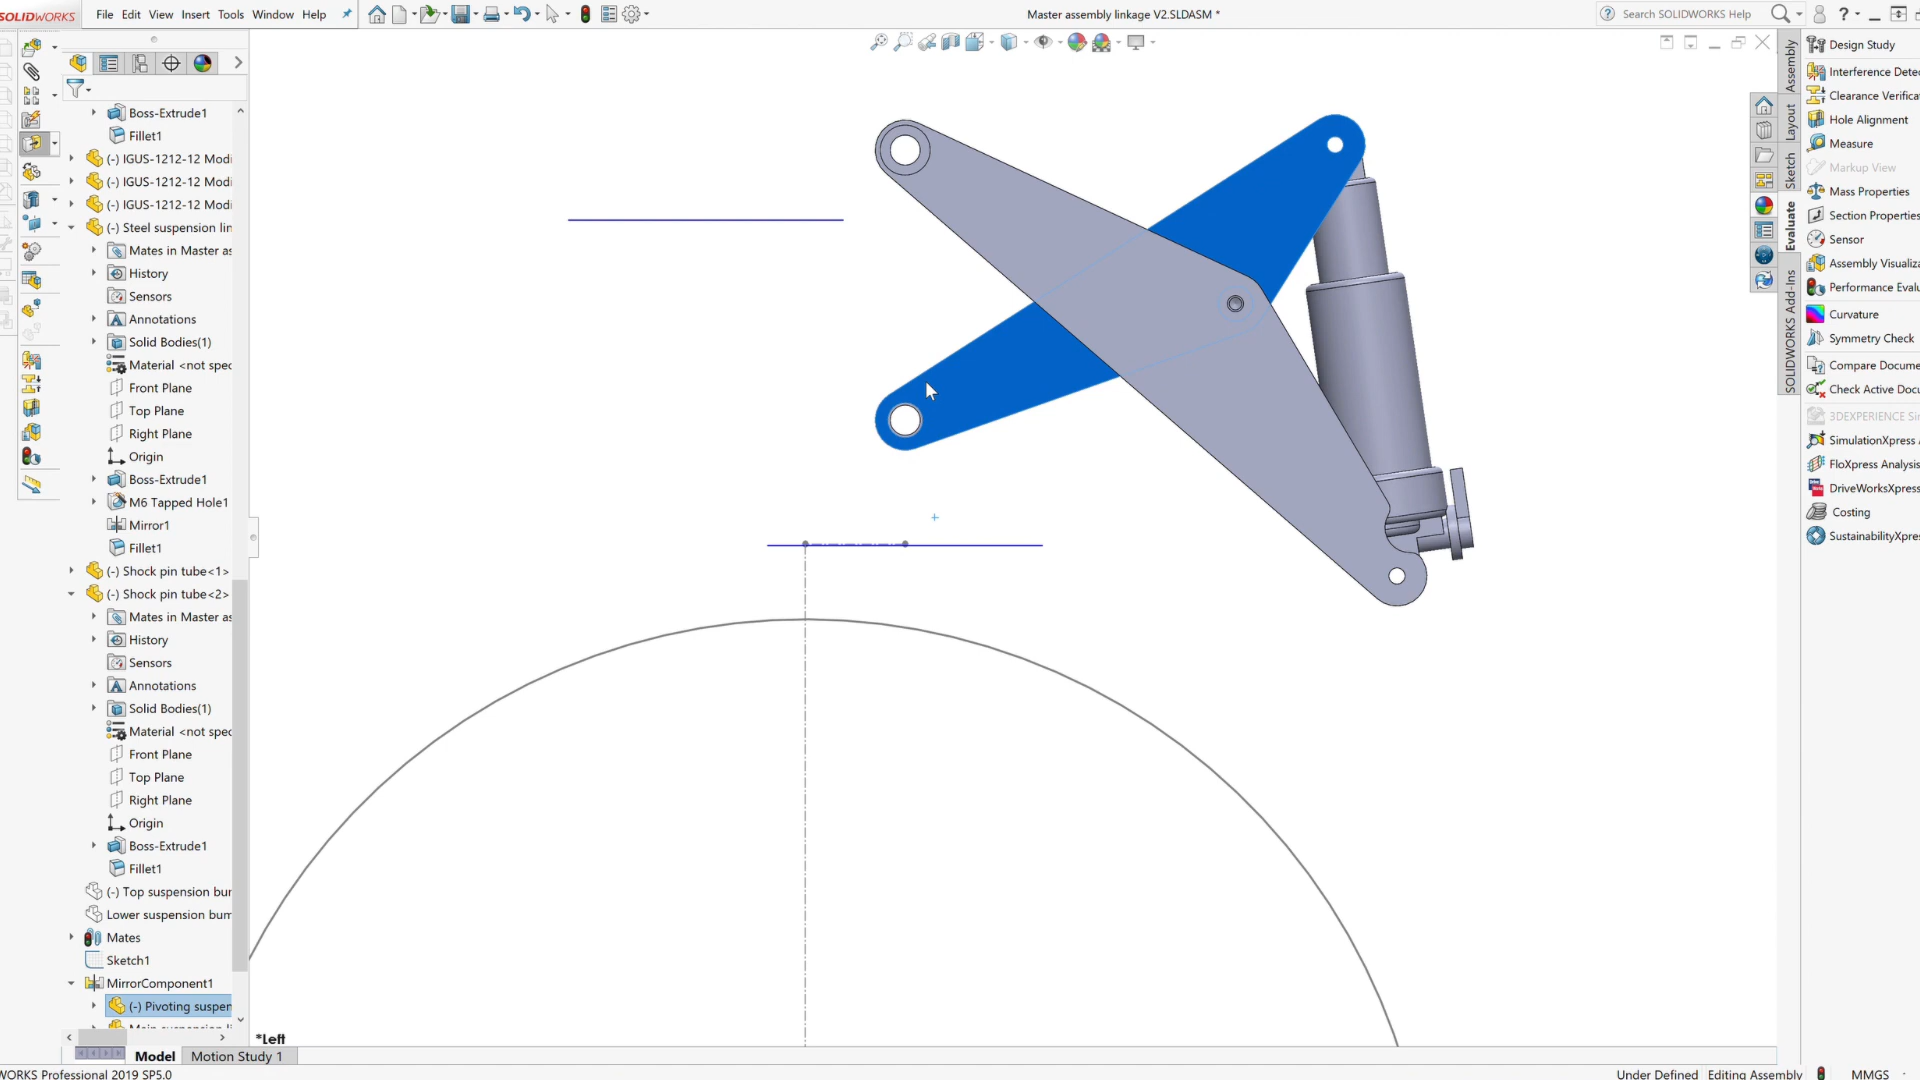 SOLIDWORKS File Edit View Insert Tools Window Help
Master assembly linkage V2.SLDASM *
Search SOLIDWORKS Help
Boss-Extrude1
Fillet1
(-) IGUS-1212-12 Modi
(-) IGUS-1212-12 Modi
(-) IGUS-1212-12 Modi
(-) Steel suspension lin
Mates in Master as
History
Sensors
Annotations
Solid Bodies(1)
Material <not spec
Front Plane
Top Plane
Right Plane
Origin
Boss-Extrude1
M6 Tapped Hole1
Mirror1
Fillet1
(-) Shock pin tube<1>
(-) Shock pin tube<2>
Mates in Master as
History
Sensors
Annotations
Solid Bodies(1)
Material <not spec
Front Plane
Top Plane
Right Plane
Origin
Boss-Extrude1
Fillet1
(-) Top suspension bur
Lower suspension bum
Mates
Sketch1
MirrorComponent1
(-) Pivoting suspen
*Left
Model
Motion Study 1
WORKS Professional 2019 SP5.0
Assembly
Layout
Sketch
Evaluate
SOLIDWORKS Add-Ins
Design Study
Interference Detec
Clearance Verifica
Hole Alignment
Measure
Markup View
Mass Properties
Section Properties
Sensor
Assembly Visualiza
Performance Evalu
Curvature
Symmetry Check
Compare Docume
Check Active Docu
3DEXPERIENCE Sir
SimulationXpress A
FloXpress Analysis
DriveWorksXpress
Costing
SustainabilityXpres
Under Defined Editing Assembly MMGS